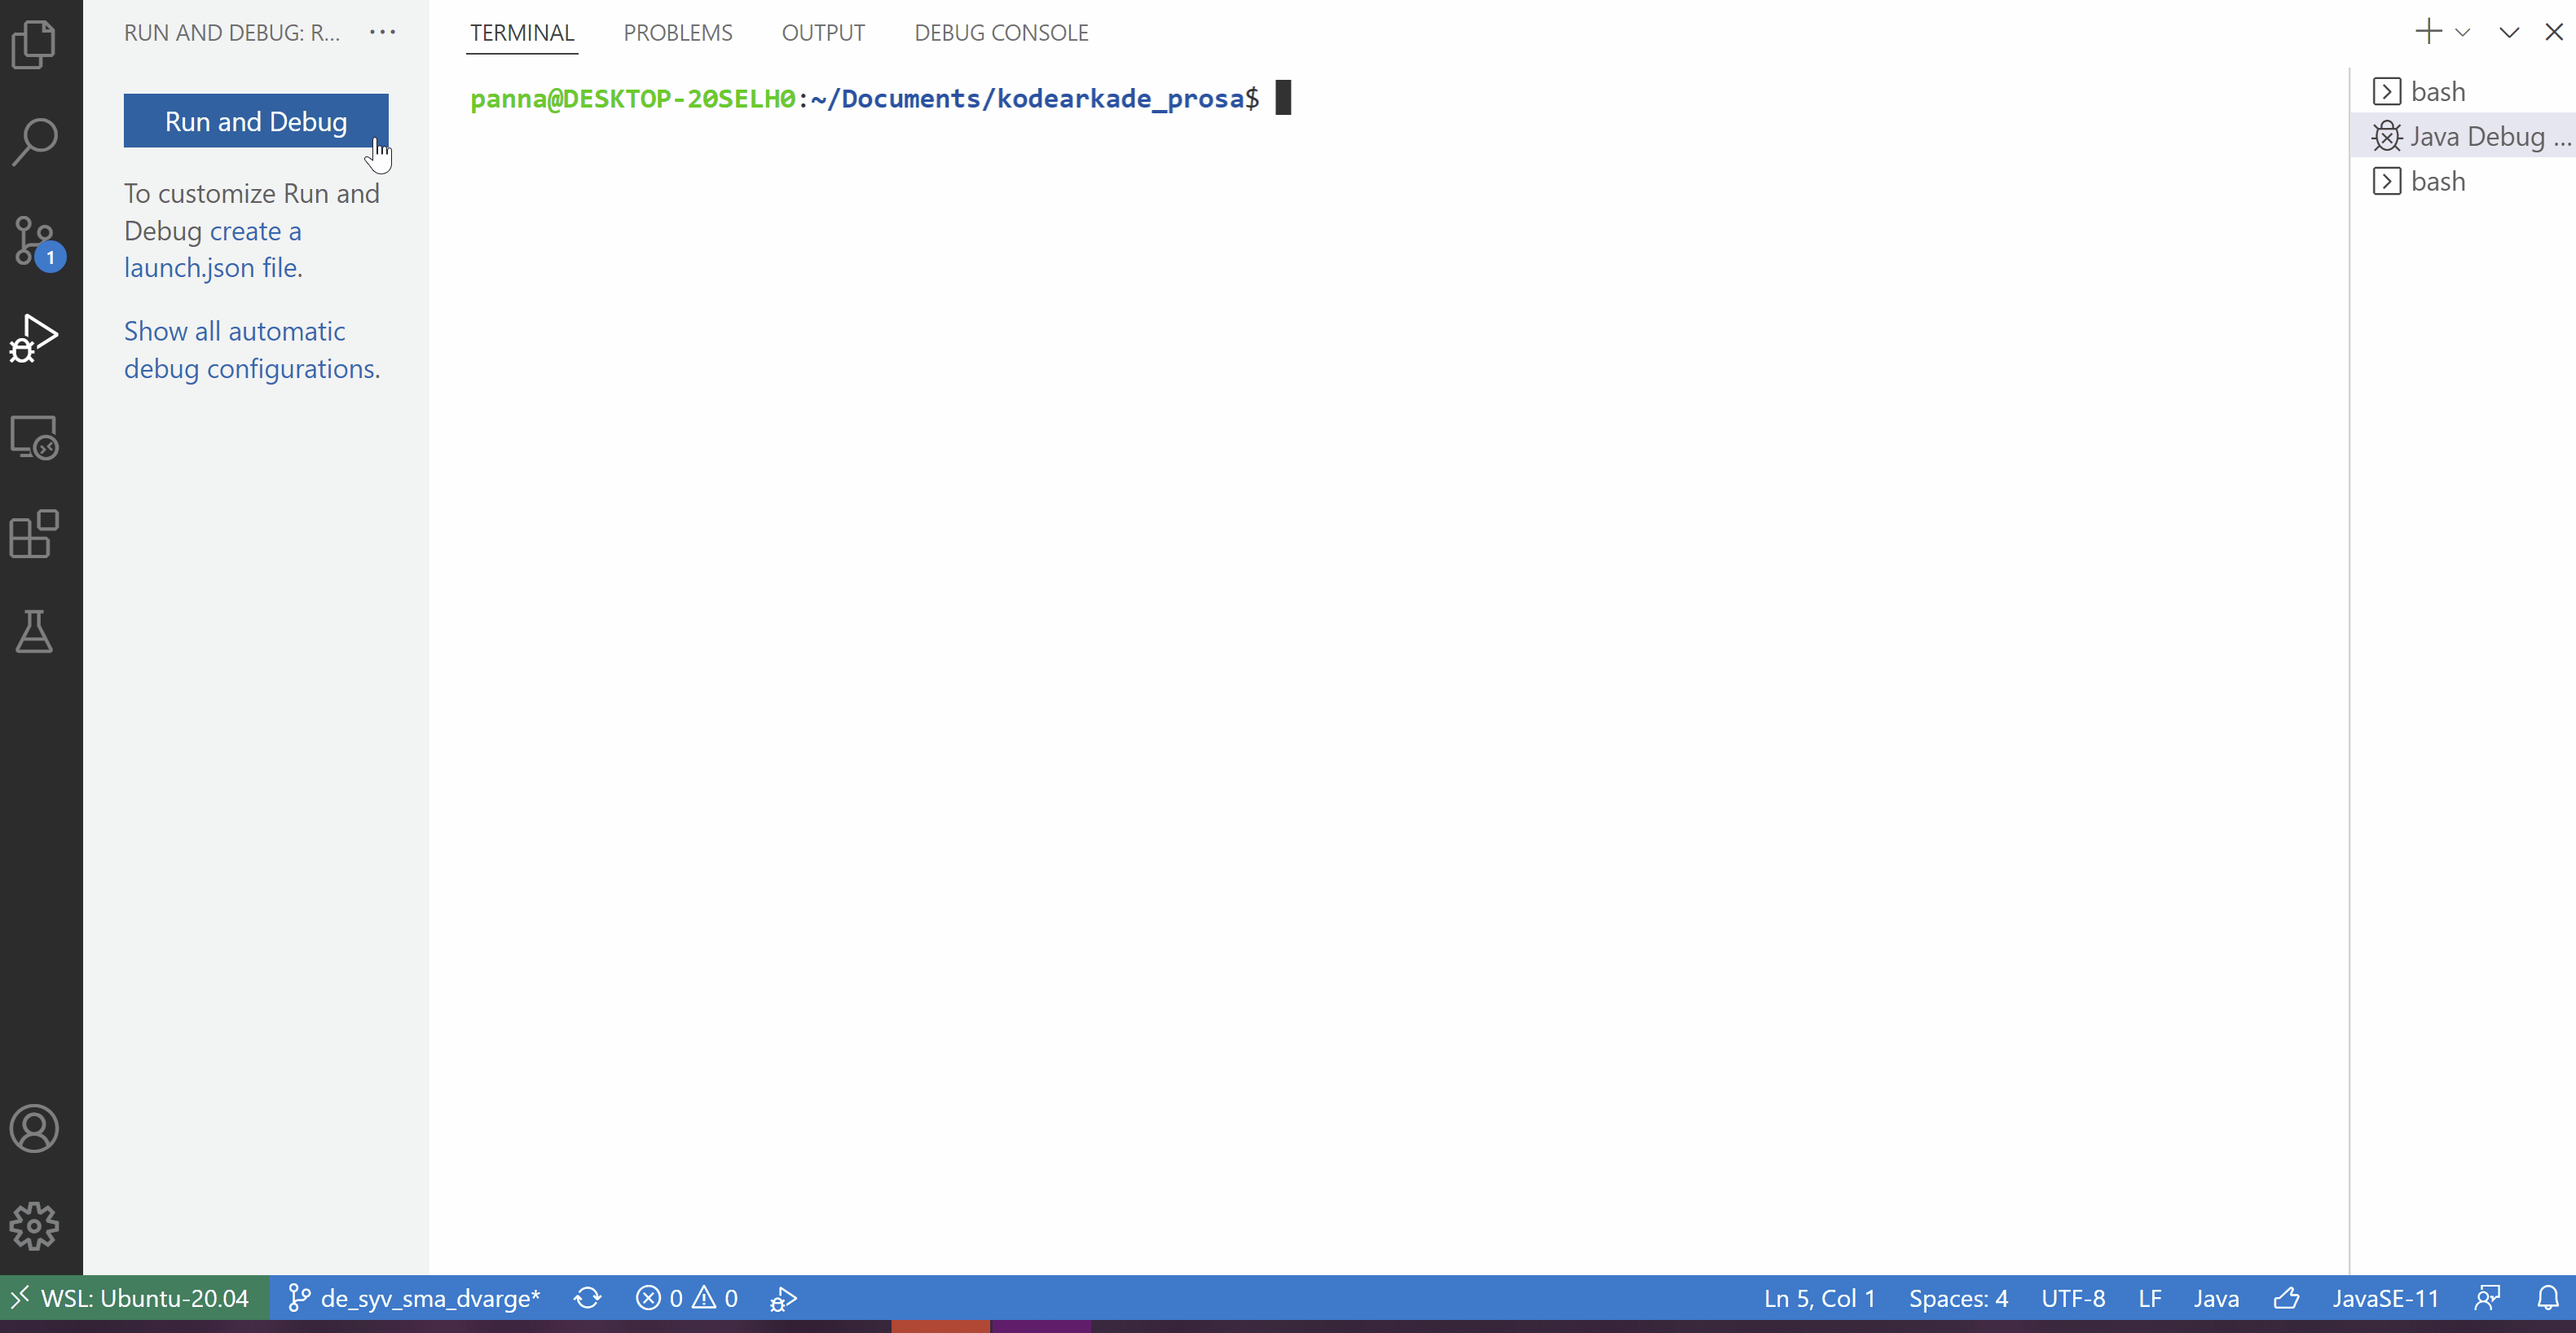 RUN AND DEBUG: R...
TERMINAL PROBLEMS OUTPUT DEBUG CONSOLE
Run and Debug
To customize Run and
Debug create a
launch.json file.
Show all automatic
debug configurations.
panna@DESKTOP-20SELH0:~/Documents/kodearkade_prosa$
bash
Java Debug ...
bash
1
WSL: Ubuntu-20.04 de_syv_sma_dvarge* 0 0 Ln 5, Col 1 Spaces: 4 UTF-8 LF Java JavaSE-11